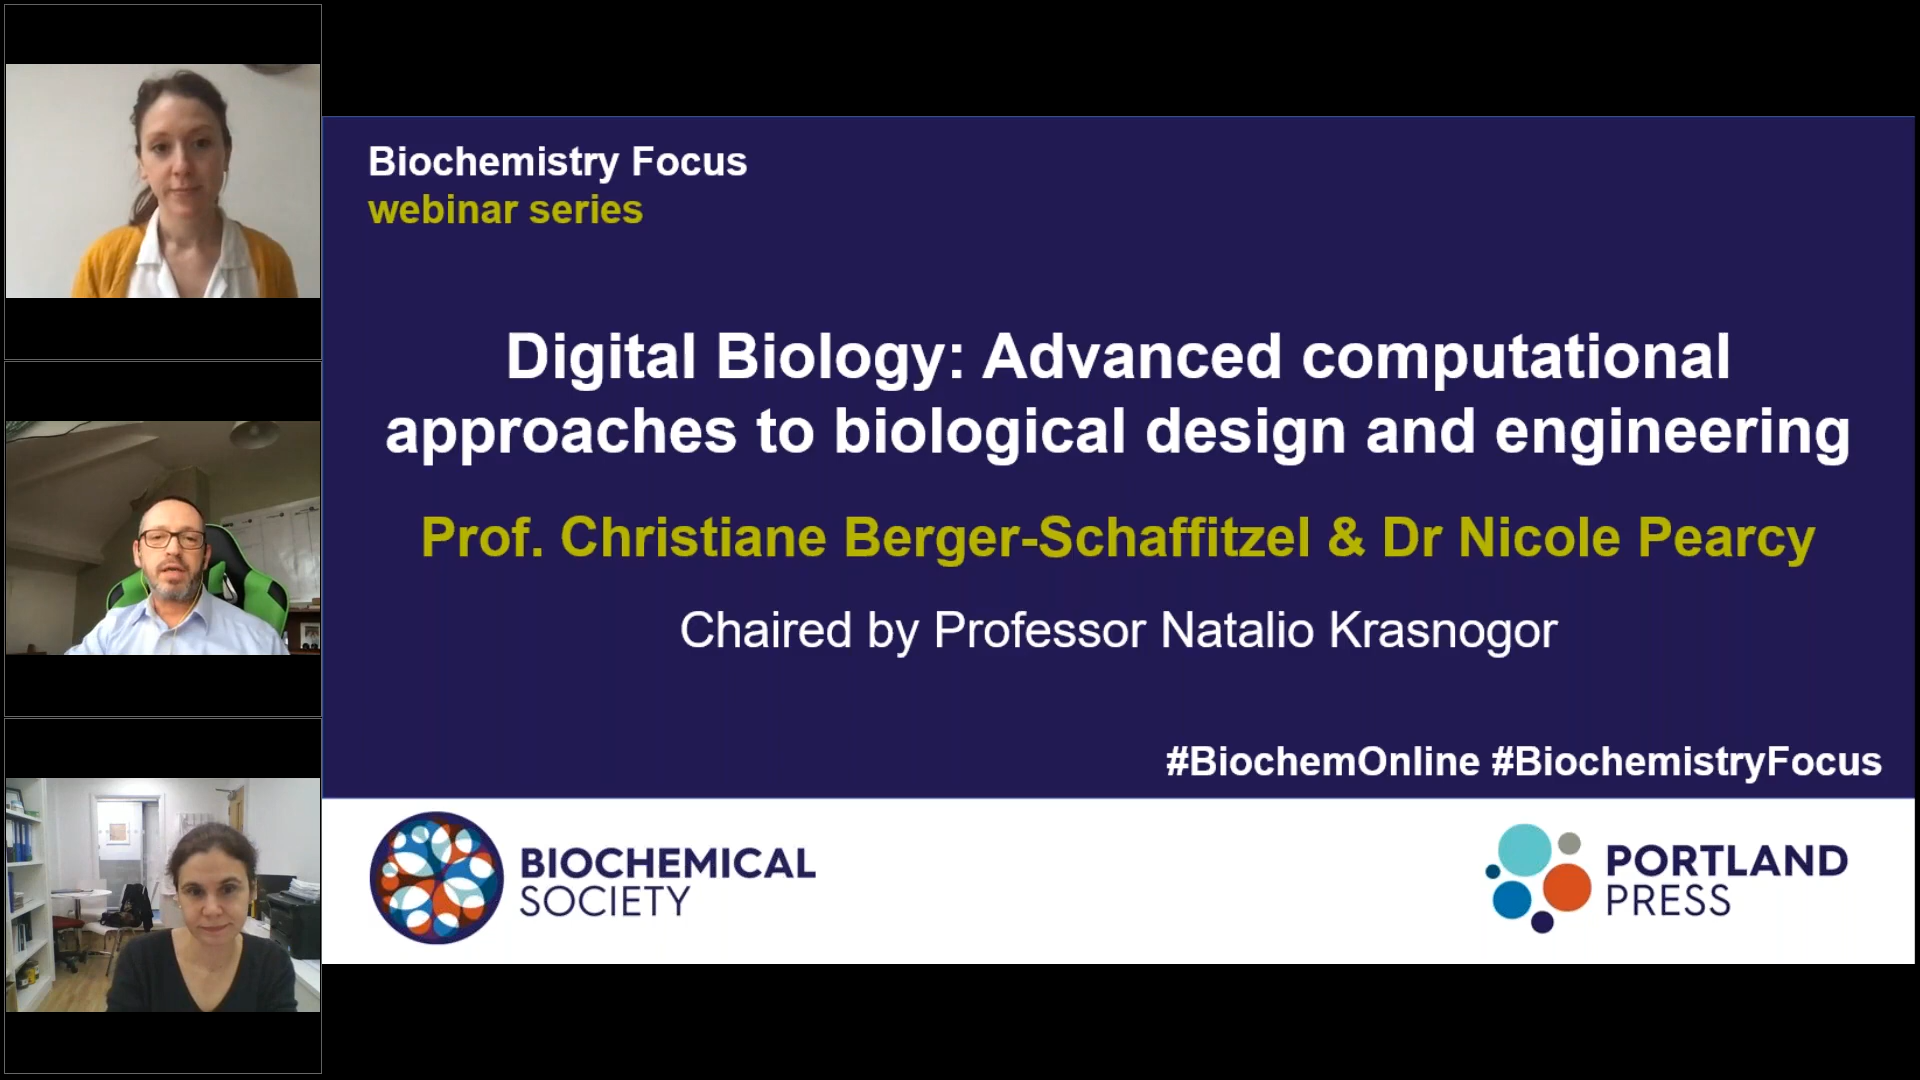 Biochemistry Focus
webinar series
Digital Biology: Advanced computational
approaches to biological design and engineering
Prof. Christiane Berger-Schaffitzel & Dr Nicole Pearcy
Chaired by Professor Natalio Krasnogor
#BiochemOnline #BiochemistryFocus
BIOCHEMICAL
SOCIETY
PORTLAND
PRESS